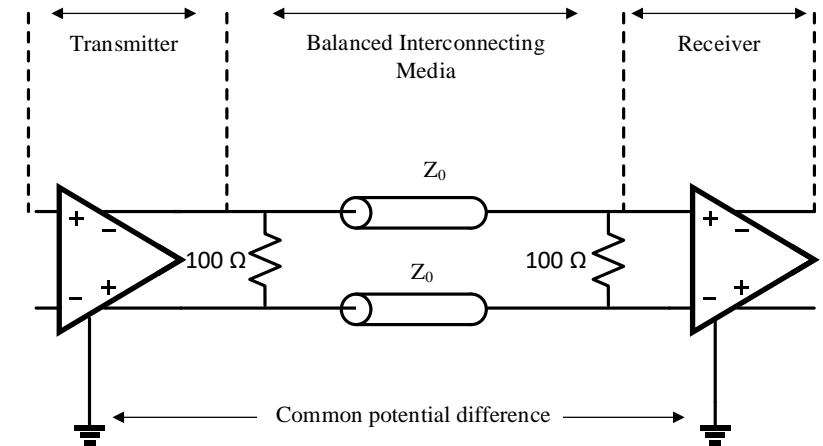 Transmitter
Balanced Interconnecting
Media
Receiver
Z0
+
−
+
−
100 Ω
100 Ω
Z0
−
+
−
+
Common potential difference